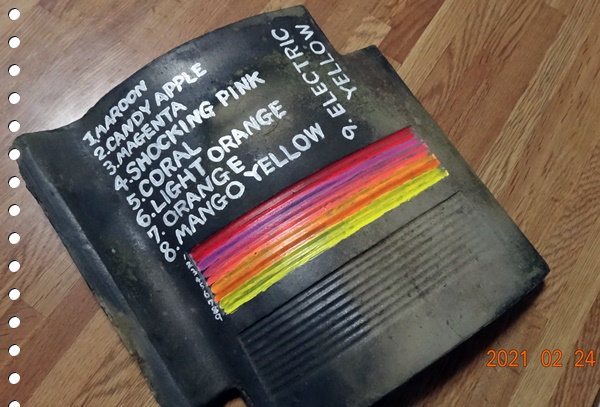 1.MAROON
2.CANDY APPLE
3.MAGENTA
4.SHOCKING PINK
5.CORAL
6.LIGHT ORANGE
7. ORANGE
8. MANGO YELLOW
9. ELECTRIC
YELLOW
2021 02 24